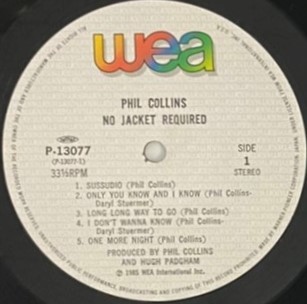 wea
PHIL COLLINS
NO JACKET REQUIRED
P-13077
(P-13077-1)
33⅓RPM
SIDE
1
STEREO
1. SUSSUDIO (Phil Collins)
2. ONLY YOU KNOW AND I KNOW (Phil Collins-
Daryl Stuermer)
3. LONG LONG WAY TO GO (Phil Collins)
4. I DON'T WANNA KNOW (Phil Collins-
Daryl Stuermer)
5. ONE MORE NIGHT (Phil Collins)
PRODUCED BY PHIL COLLINS
AND HUGH PADGHAM
℗ 1985 WEA International Inc.